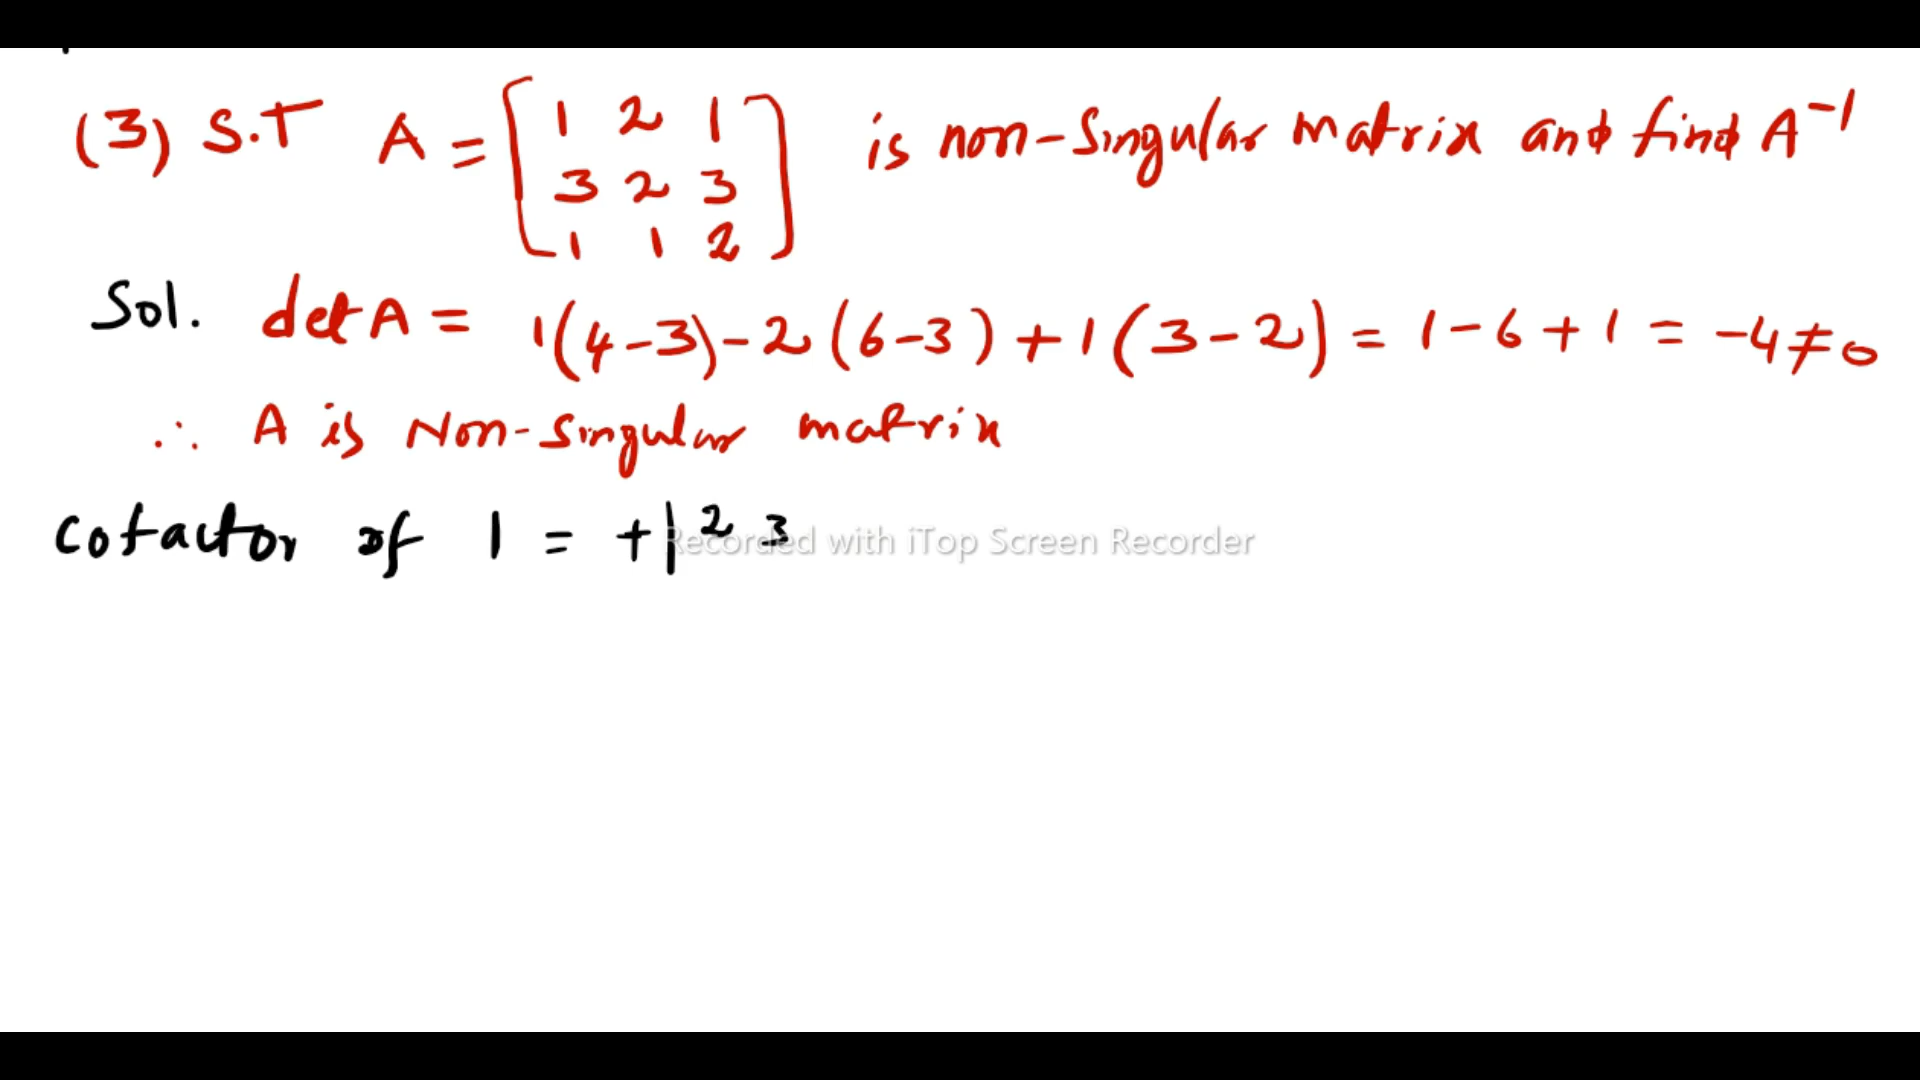 (3) S.T A = [1 2 1
3 2 3
1 1 2] is non-Singular matrix and find A⁻¹
Sol. det A = 1(4-3)-2(6-3)+1(3-2) = 1-6+1 = -4≠0
∴ A is Non-Singular matrix
Cofactor of 1 = +|2 3
Recorded with iTop Screen Recorder